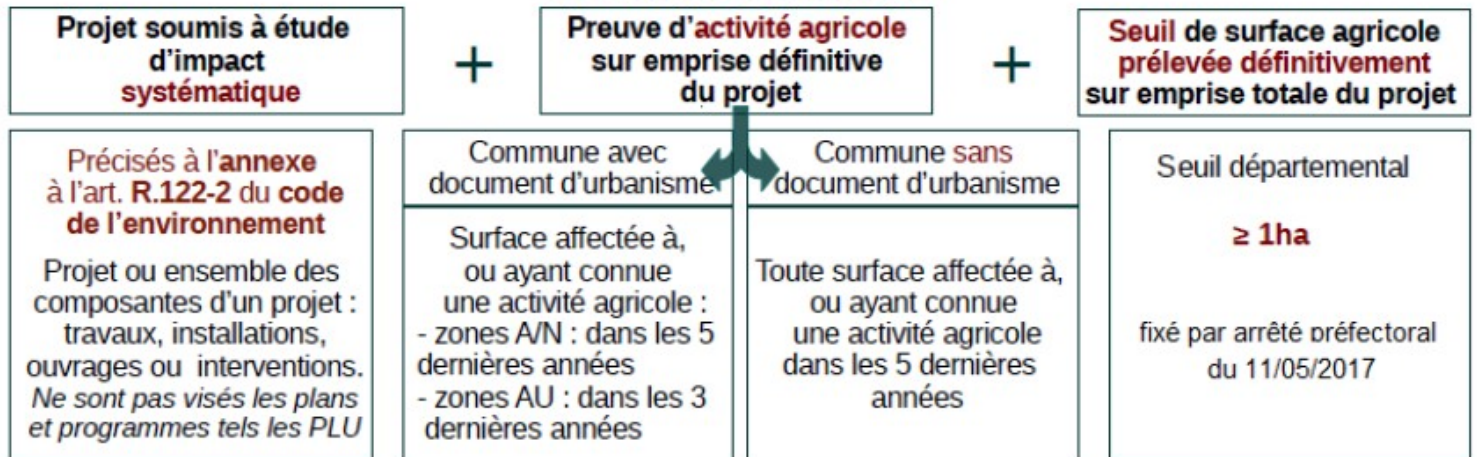 Projet soumis à étude
d'impact
systématique
+
Preuve d'activité agricole
sur emprise définitive
du projet
+
Seuil de surface agricole
prélevée définitivement
sur emprise totale du projet
Précisés à l'annexe
à l'art. R.122-2 du code
de l'environnement
Projet ou ensemble des
composantes d'un projet :
travaux, installations,
ouvrages ou interventions.
Ne sont pas visés les plans
et programmes tels les PLU
Commune avec
document d'urbanisme
Surface affectée à,
ou ayant connue
une activité agricole :
- zones A/N : dans les 5
dernières années
- zones AU : dans les 3
dernières années
Commune sans
document d'urbanisme
Toute surface affectée à,
ou ayant connue
une activité agricole
dans les 5 dernières
années
Seuil départemental
≥ 1ha
fixé par arrêté préfectoral
du 11/05/2017